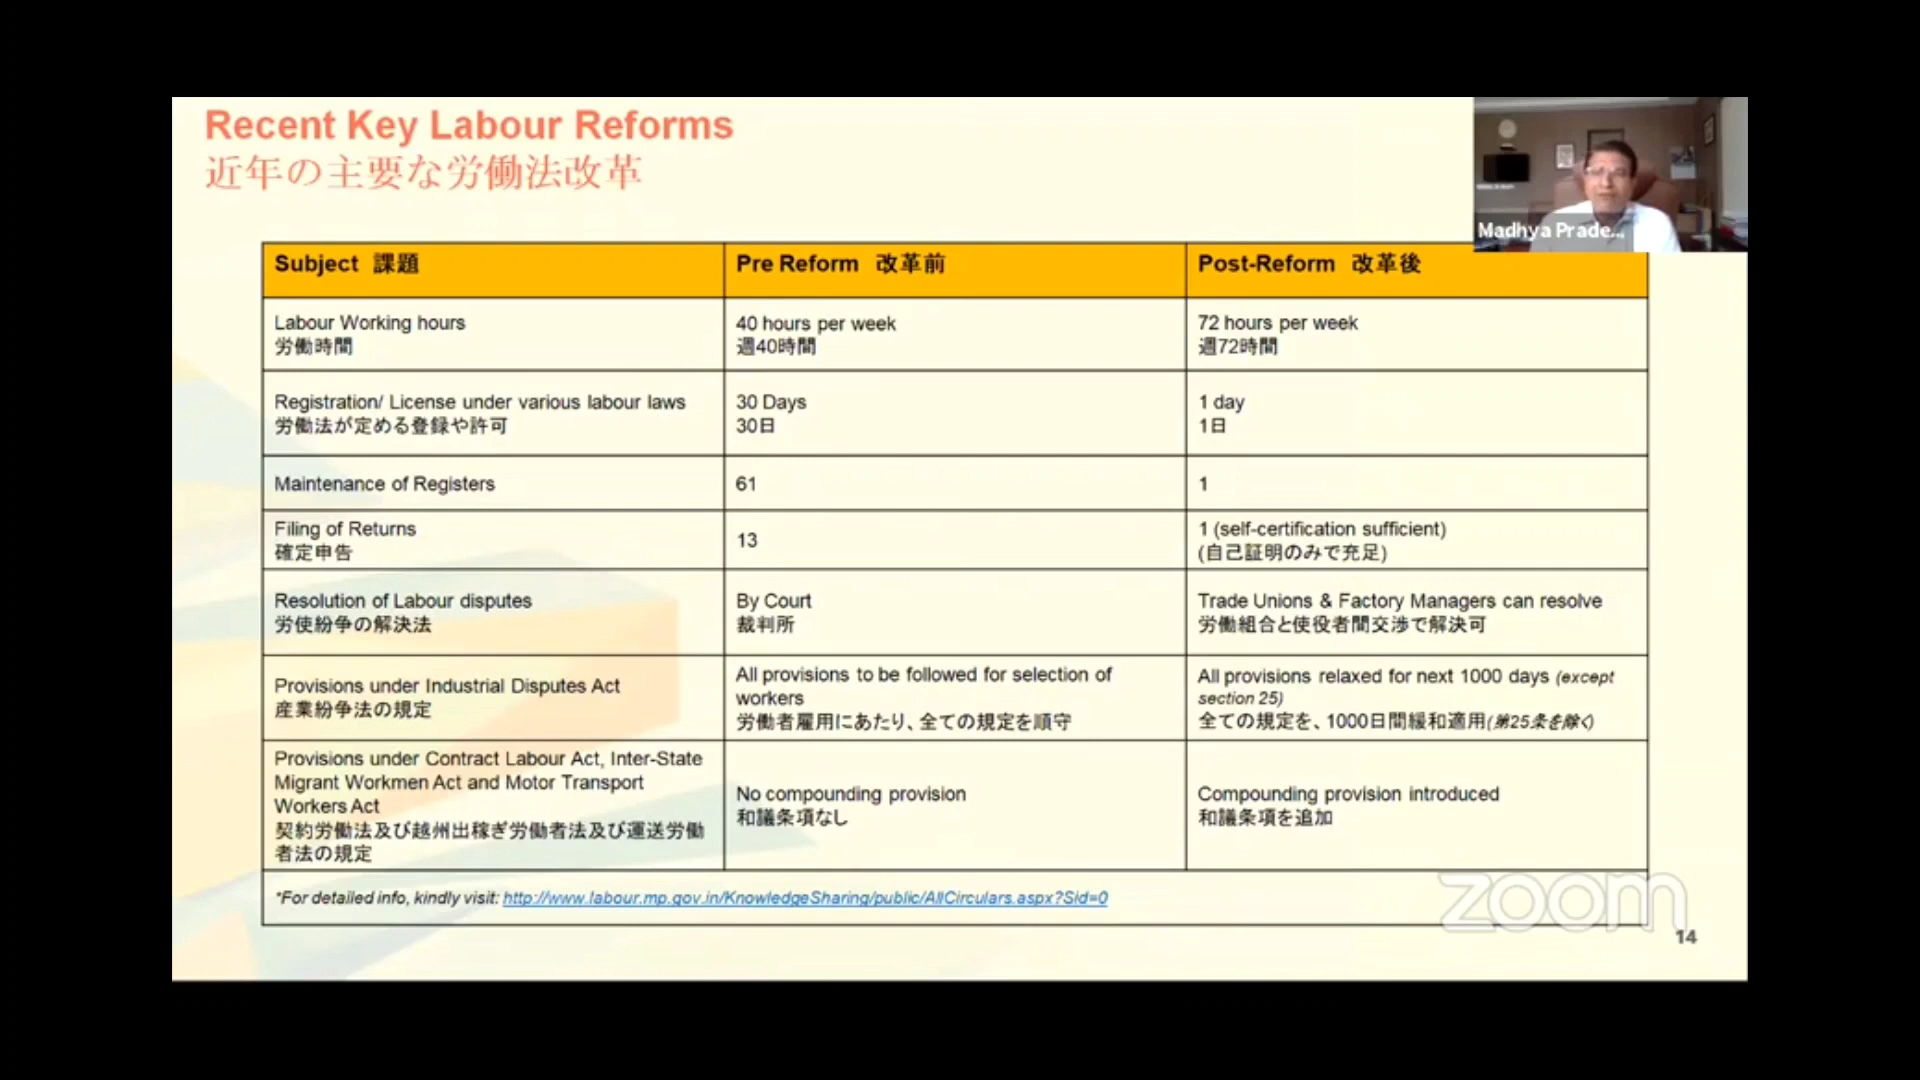 Recent Key Labour Reforms
近年の主要な労働法改革
Madhya Prade...
Subject 課題
Pre Reform 改革前
Post-Reform 改革後
Labour Working hours
労働時間
40 hours per week
週40時間
72 hours per week
週72時間
Registration/ License under various labour laws
労働法が定める登録や許可
30 Days
30日
1 day
1日
Maintenance of Registers
61
1
Filing of Returns
確定申告
13
1 (self-certification sufficient)
(自己証明のみで充足)
Resolution of Labour disputes
労使紛争の解決法
By Court
裁判所
Trade Unions & Factory Managers can resolve
労働組合と使役者間交渉で解決可
Provisions under Industrial Disputes Act
産業紛争法の規定
All provisions to be followed for selection of
workers
労働者雇用にあたり、全ての規定を順守
All provisions relaxed for next 1000 days (except
section 25)
全ての規定を、1000日間緩和適用(第25条を除く)
Provisions under Contract Labour Act, Inter-State
Migrant Workmen Act and Motor Transport
Workers Act
契約労働法及び越州出稼ぎ労働者法及び運送労働
者法の規定
No compounding provision
和議条項なし
Compounding provision introduced
和議条項を追加
*For detailed info, kindly visit: http://www.labour.mp.gov.in/KnowledgeSharing/public/AllCirculars.aspx?Sid=0
zoom
14